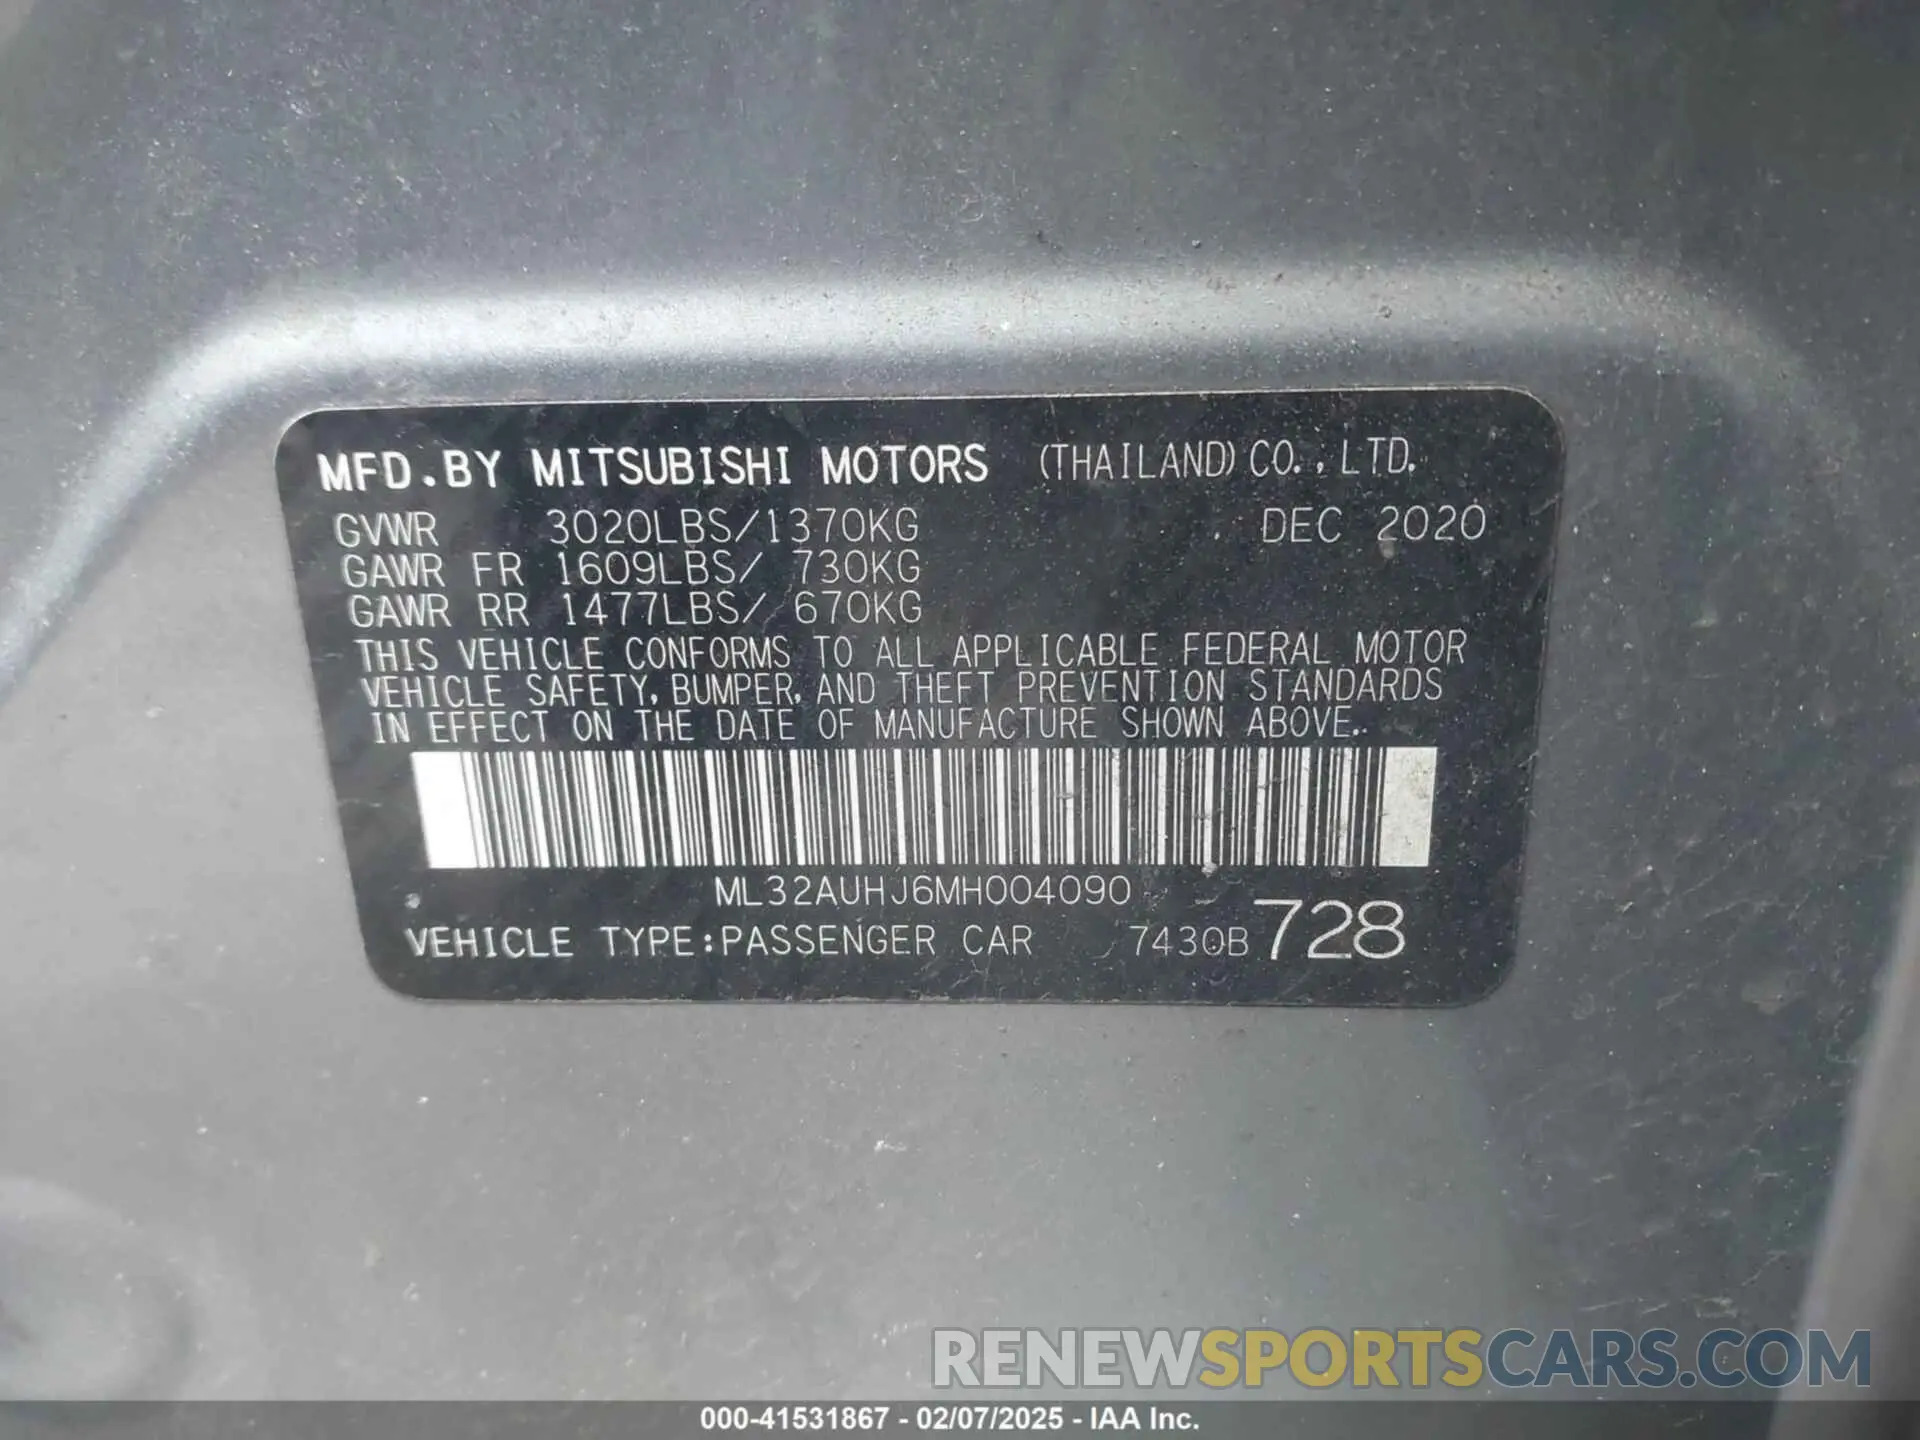 MFD.BY MITSUBISHI MOTORS (THAILAND) CO.,LTD.
GVWR 3020LBS/1370KG DEC 2020
GAWR FR 1609LBS/ 730KG
GAWR RR 1477LBS/ 670KG
THIS VEHICLE CONFORMS TO ALL APPLICABLE FEDERAL MOTOR
VEHICLE SAFETY, BUMPER, AND THEFT PREVENTION STANDARDS
IN EFFECT ON THE DATE OF MANUFACTURE SHOWN ABOVE.
ML32AUHJ6MH004090
VEHICLE TYPE:PASSENGER CAR 7430B 728
RENEWSPORTSCARS.COM
000-41531867 - 02/07/2025 - IAA Inc.